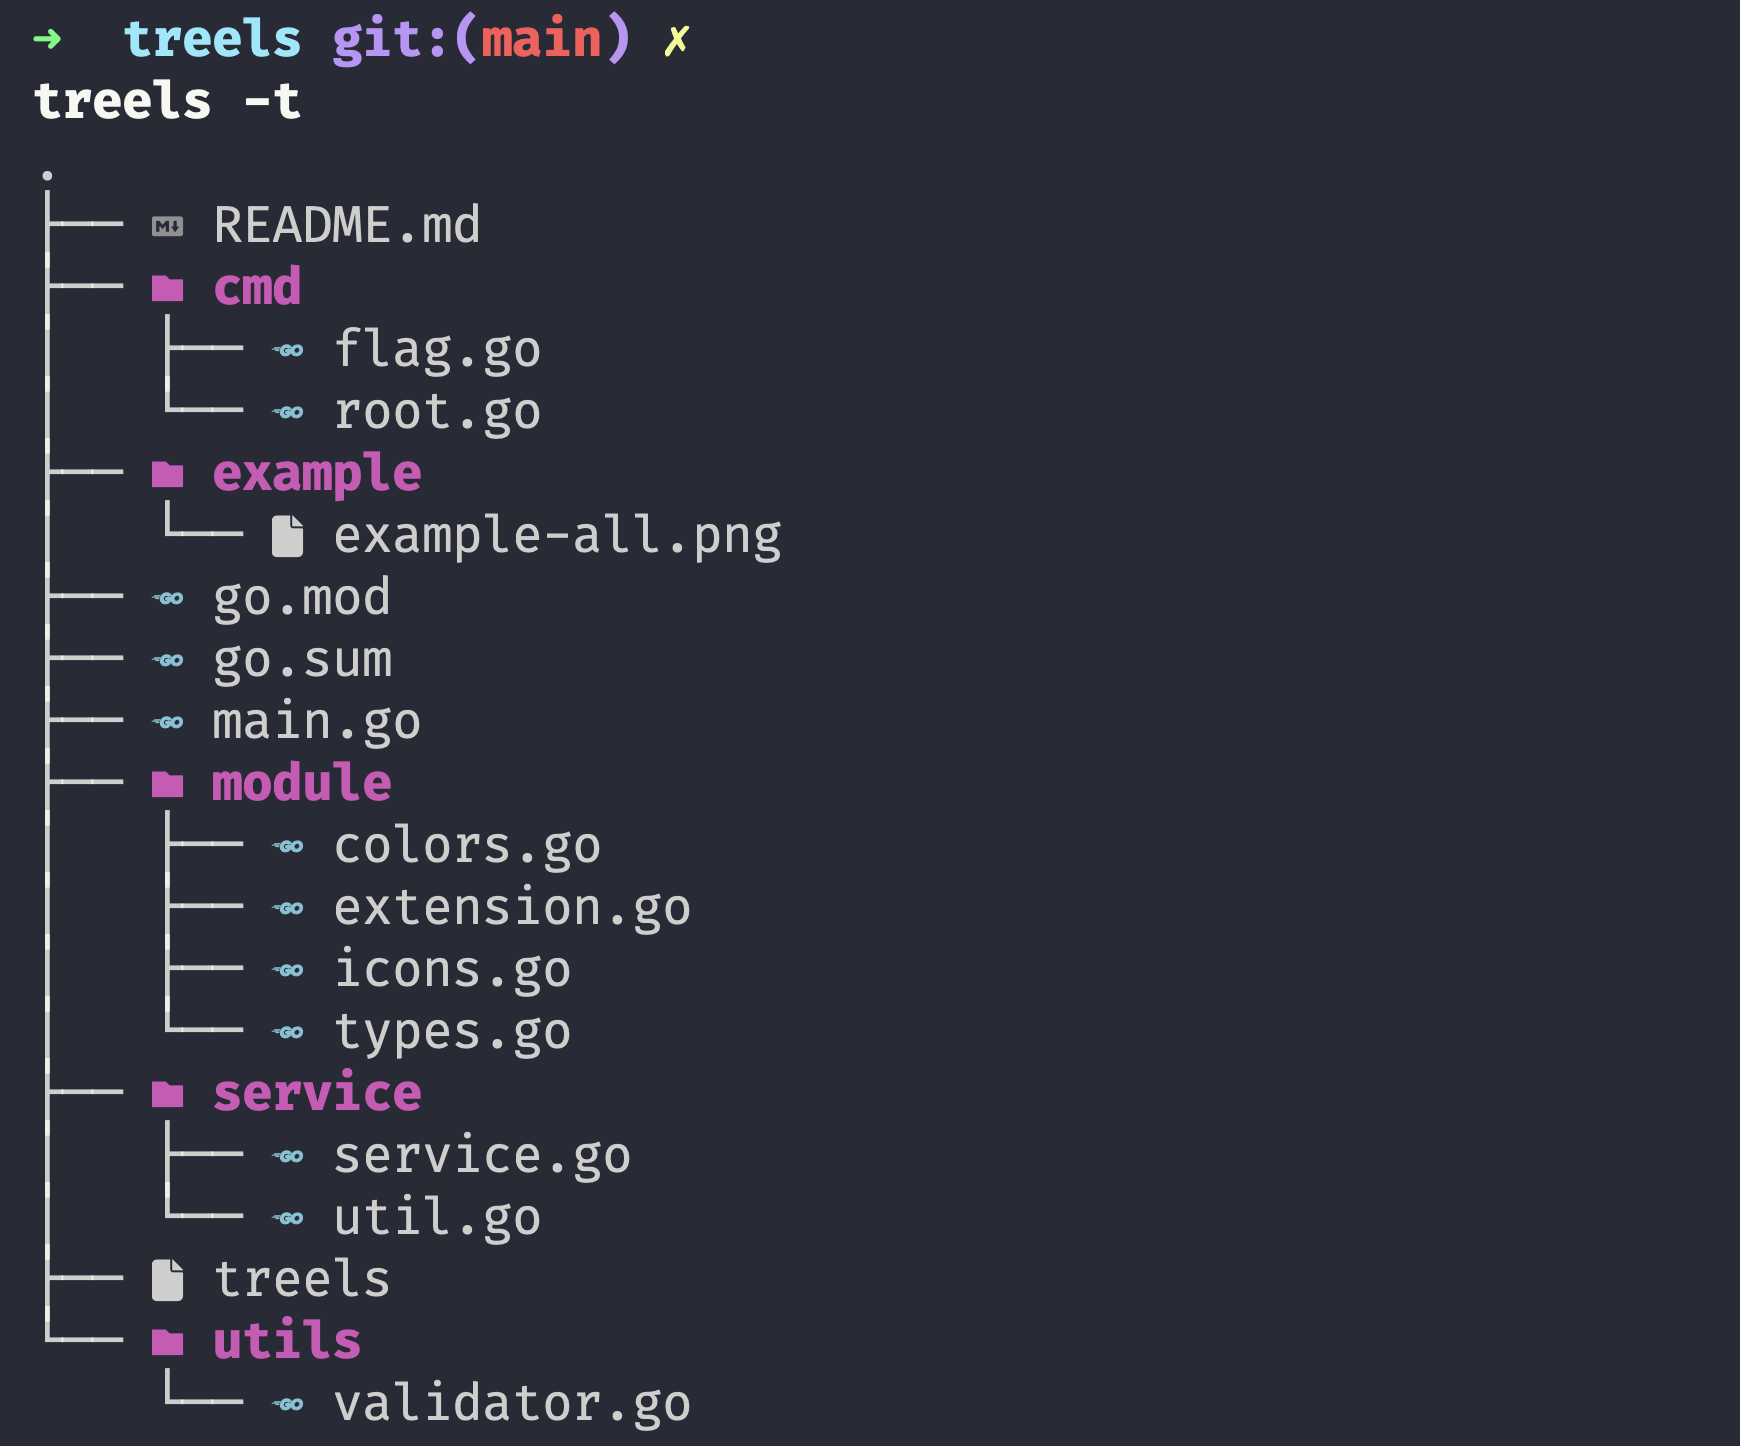 ➜  treels git:(main) ✗
treels -t
.
├── README.md
├── cmd
│   ├── flag.go
│   └── root.go
├── example
│   └── example-all.png
├── go.mod
├── go.sum
├── main.go
├── module
│   ├── colors.go
│   ├── extension.go
│   ├── icons.go
│   └── types.go
├── service
│   ├── service.go
│   └── util.go
├── treels
└── utils
    └── validator.go